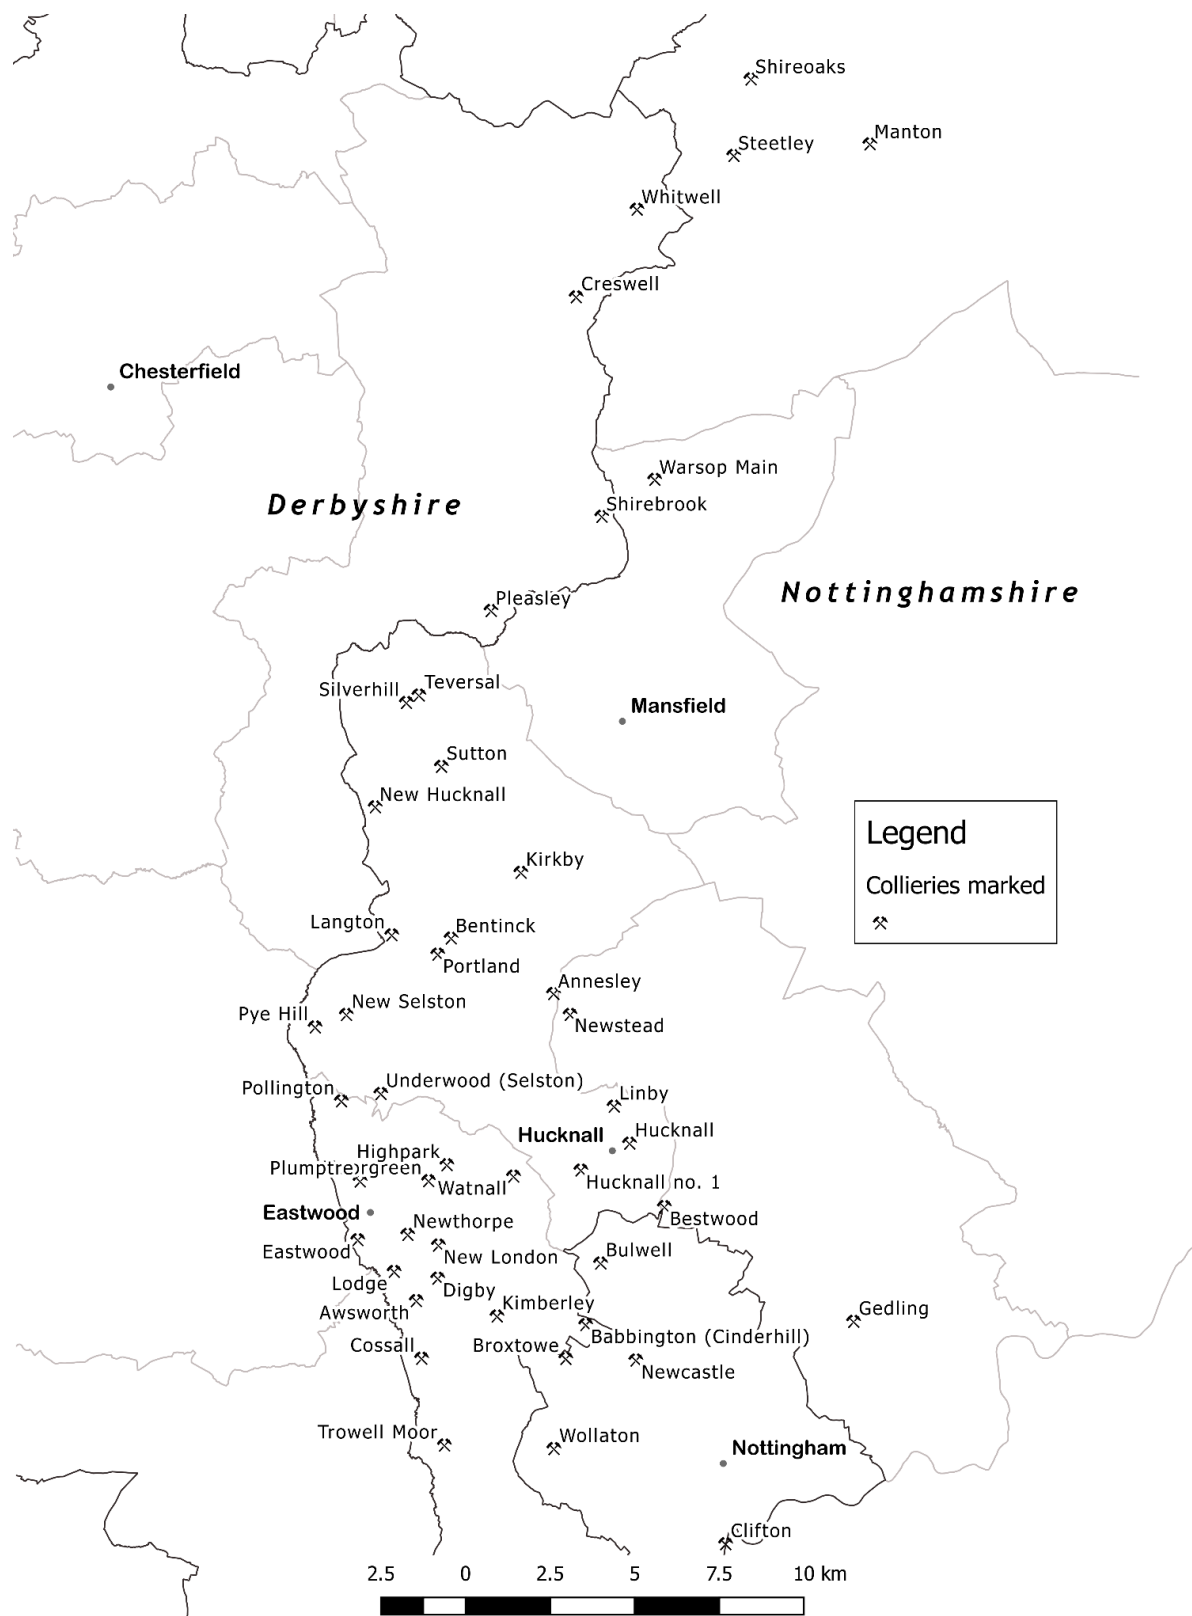 Shireoaks
Manton
Steetley
Whitwell
Creswell
Chesterfield
Warsop Main
Derbyshire
Shirebrook
Nottinghamshire
Pleasley
Teversal
Silverhill
Mansfield
Sutton
New Hucknall
Legend
Kirkby
Collieries marked
Langton
Bentinck
Portland
Annesley
New Selston
Pye Hill
Newstead
Underwood (Selston)
Pollington
Linby
Hucknall
Hucknall
Highpark
Plumptre
rgreen
Watnall
Hucknall no. 1
Eastwood
Bestwood
Newthorpe
Eastwood
New London
Bulwell
Lodge
Digby
Kimberley
Awsworth
Gedling
Babbington (Cinderhill)
Cossall
Broxtowe
Newcastle
Trowell Moor
Wollaton
Nottingham
Clifton
2.5 0 2.5 5 7.5 10 km